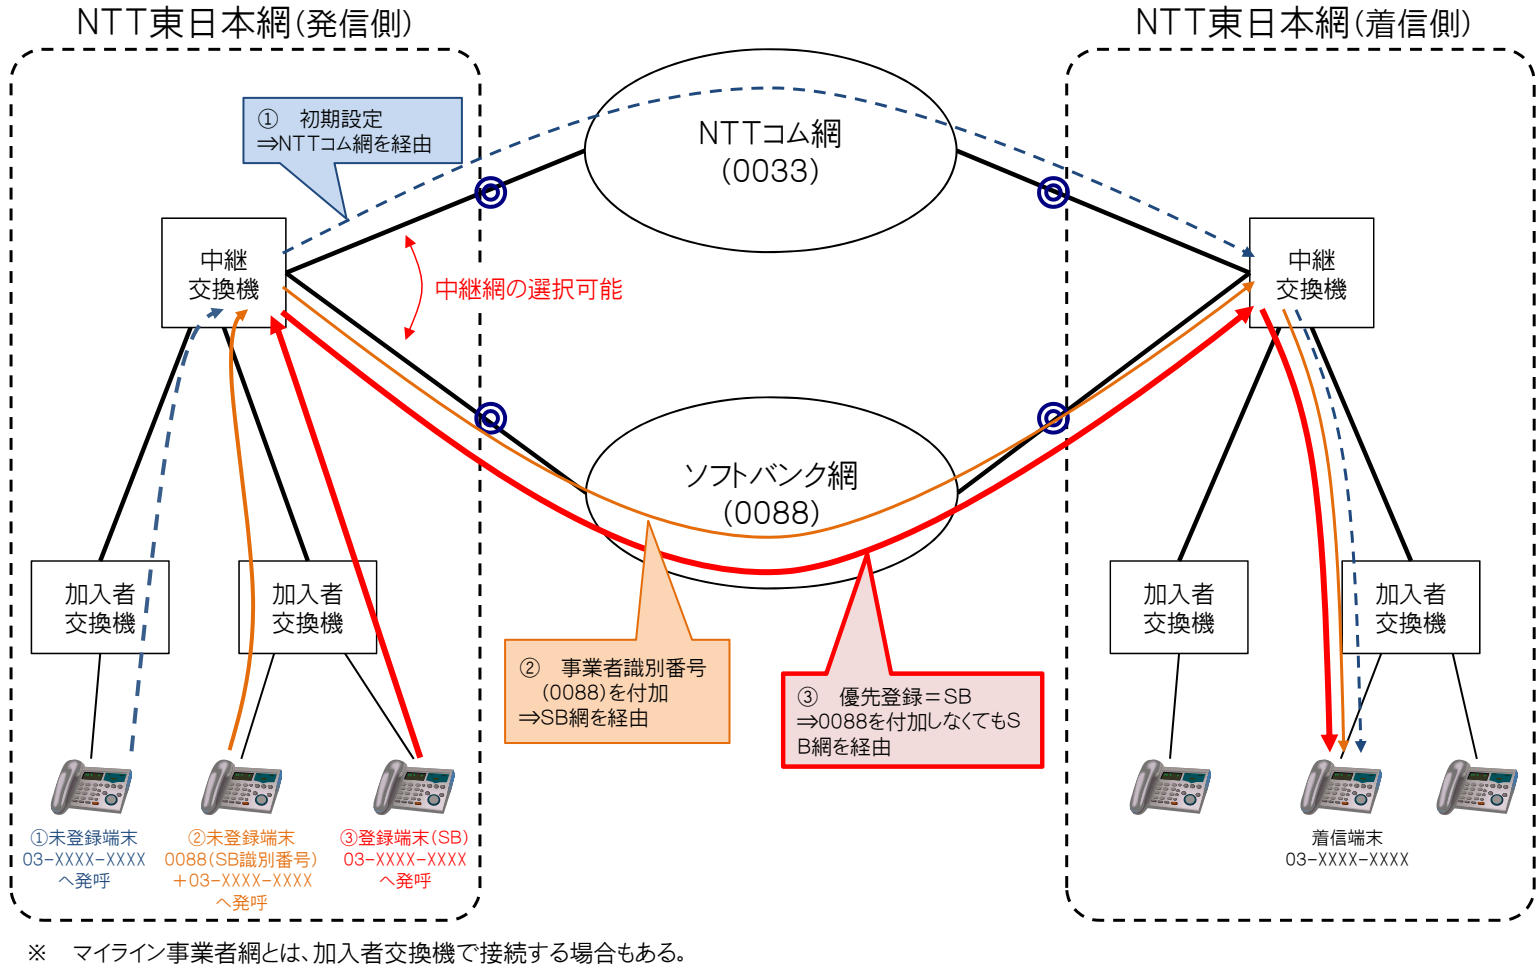 NTT東日本網(発信側)
NTT東日本網(着信側)
① 初期設定
⇒NTTコム網を経由
NTTコム網
(0033)
中継
交換機
中継網の選択可能
中継
交換機
ソフトバンク網
(0088)
加入者
交換機
加入者
交換機
加入者
交換機
加入者
交換機
② 事業者識別番号
(0088)を付加
⇒SB網を経由
③ 優先登録=SB
⇒0088を付加しなくてもS
B網を経由
①未登録端末
03-XXXX-XXXX
へ発呼
②未登録端末
0088(SB識別番号)
+03-XXXX-XXXX
へ発呼
③登録端末(SB)
03-XXXX-XXXX
へ発呼
着信端末
03-XXXX-XXXX
※ マイライン事業者網とは、加入者交換機で接続する場合もある。